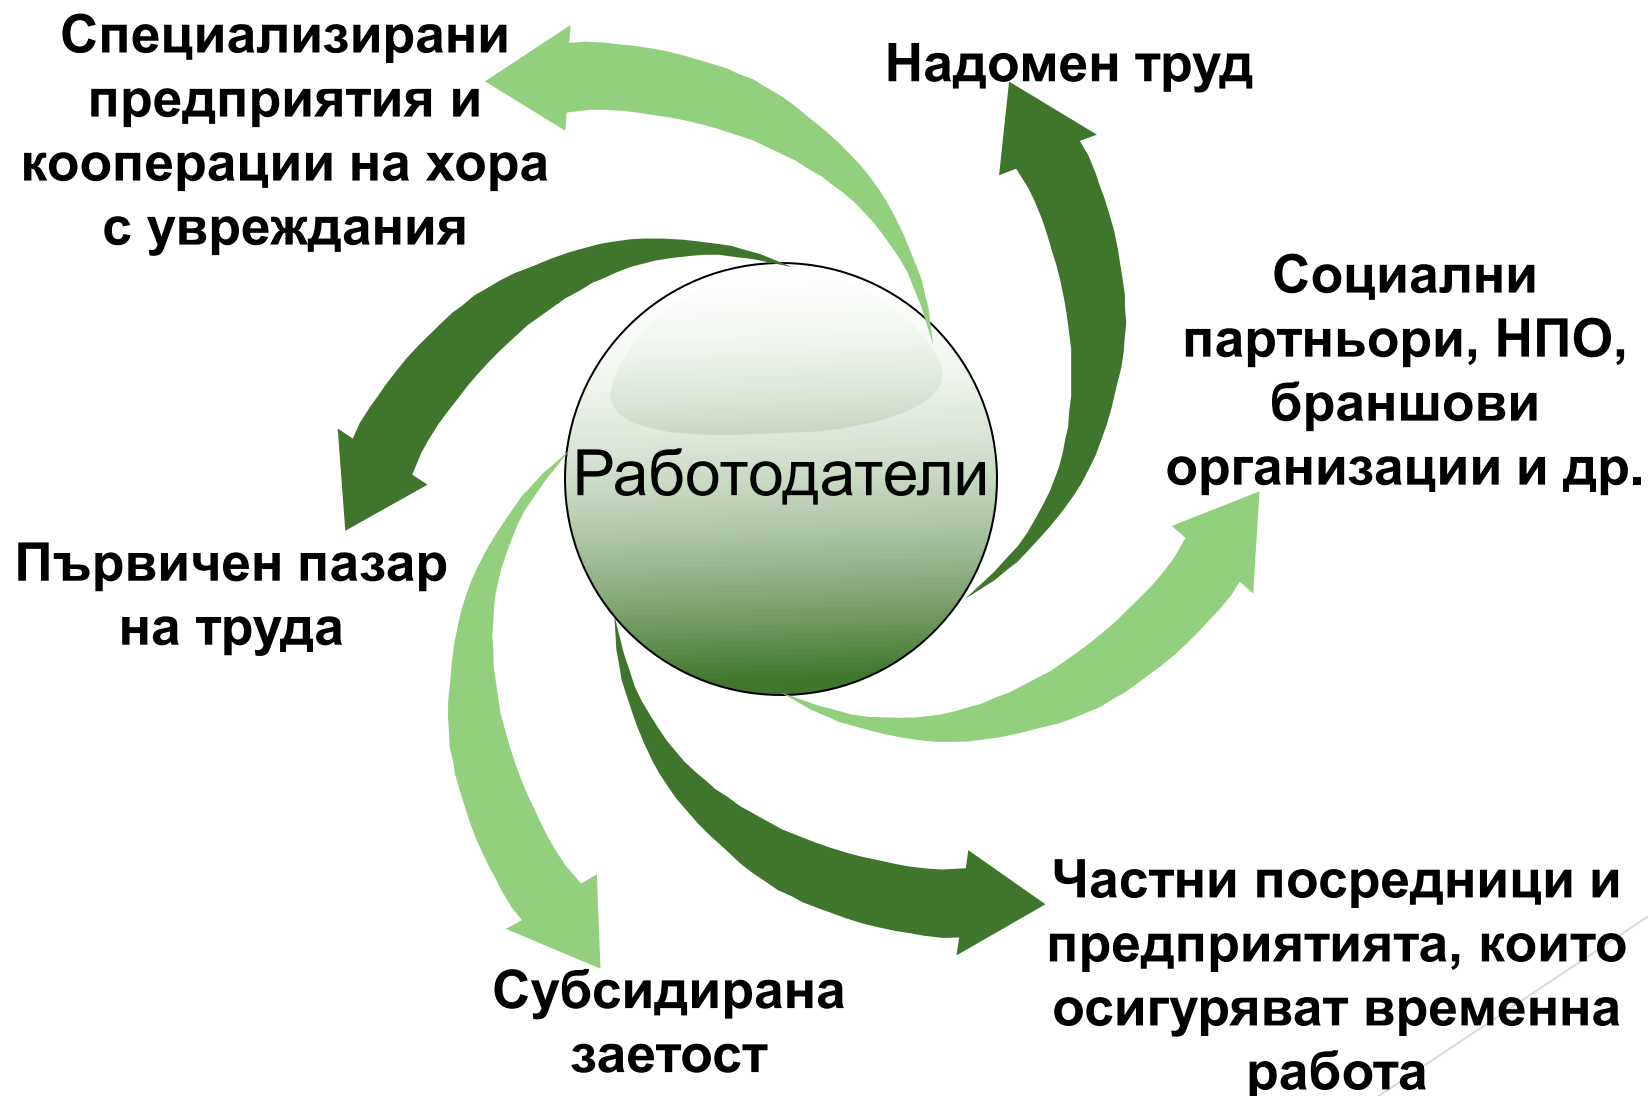 Специализирани
предприятия и
кооперации на хора
с увреждания
Надомен труд
Социални
партньори, НПО,
браншови
организации и др.
Работодатели
Първичен пазар
на труда
Субсидирана
заетост
Частни посредници и
предприятията, които
осигуряват временна
работа